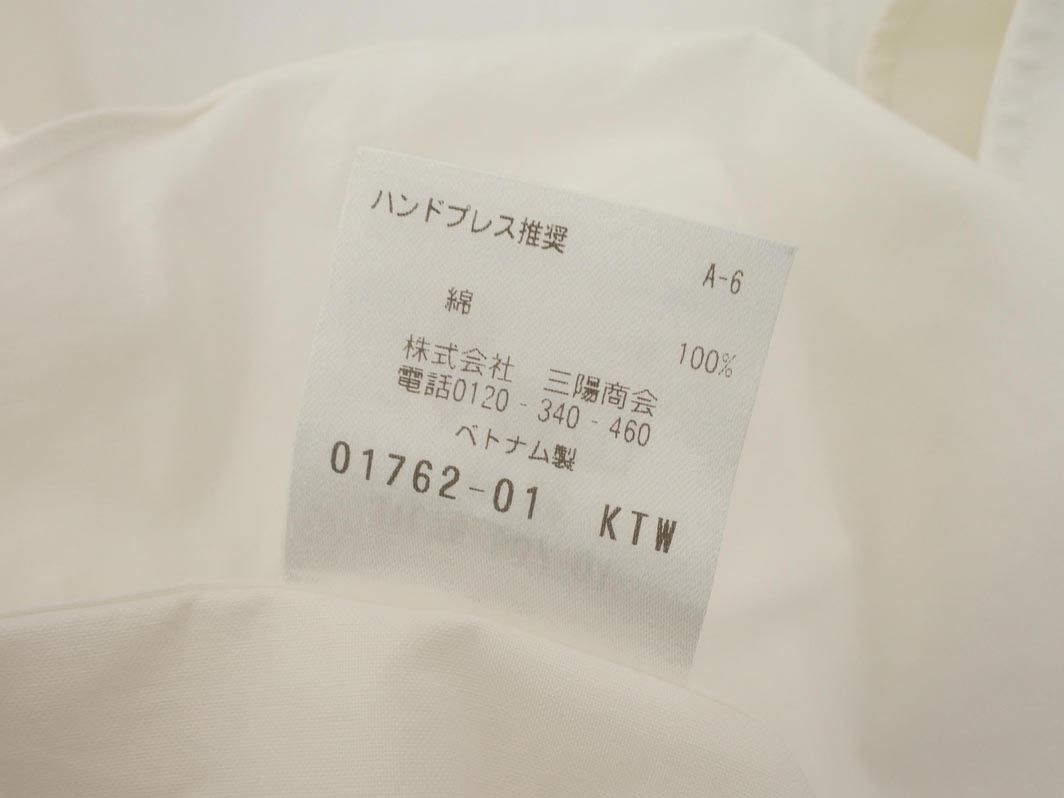 ハンドプレス推奨
A-6
綿 100%
株式会社 三陽商会
電話0120-340-460
ベトナム製
01762-01 KTW